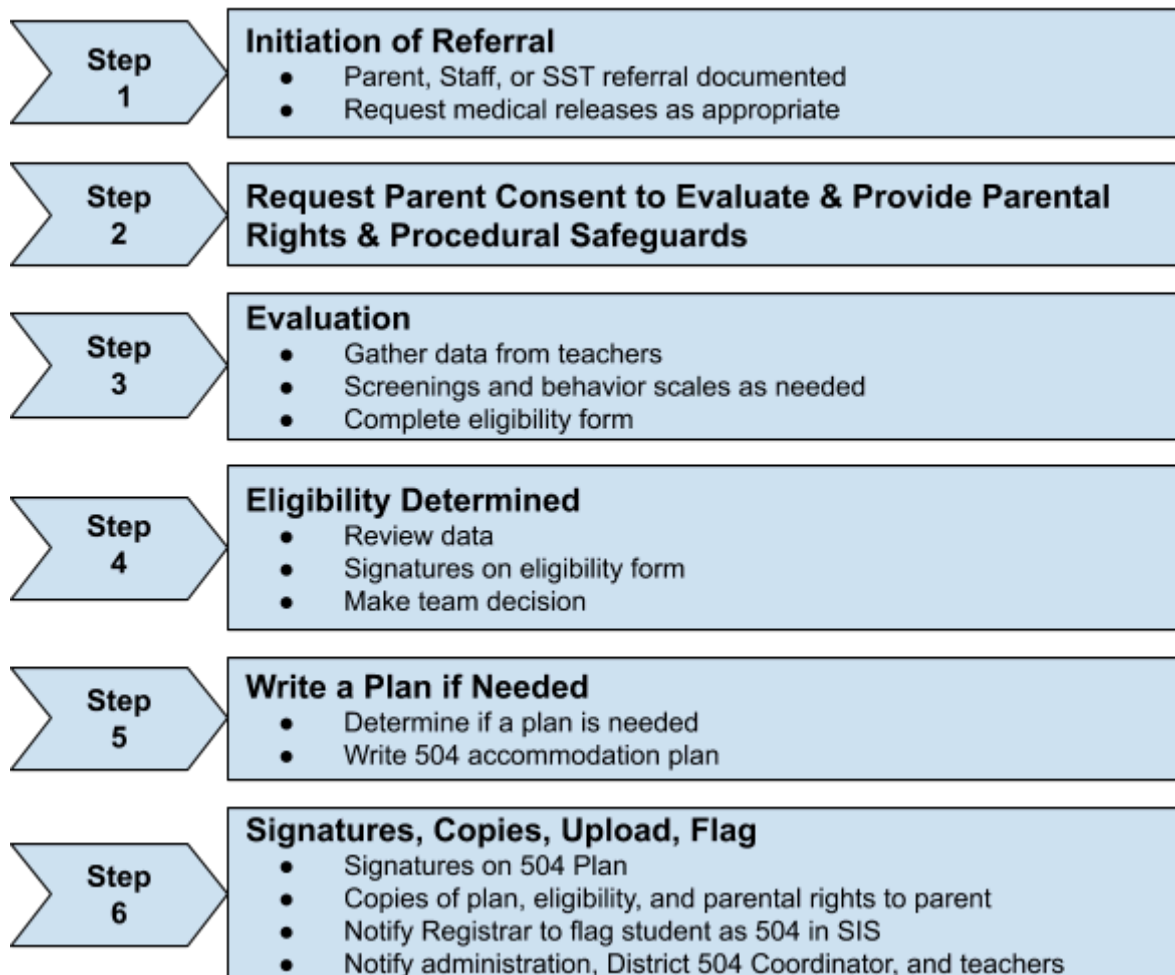 Step
1
Initiation of Referral
● Parent, Staff, or SST referral documented
● Request medical releases as appropriate
Step
2
Request Parent Consent to Evaluate & Provide Parental
Rights & Procedural Safeguards
Step
3
Evaluation
● Gather data from teachers
● Screenings and behavior scales as needed
● Complete eligibility form
Step
4
Eligibility Determined
● Review data
● Signatures on eligibility form
● Make team decision
Step
5
Write a Plan if Needed
● Determine if a plan is needed
● Write 504 accommodation plan
Step
6
Signatures, Copies, Upload, Flag
● Signatures on 504 Plan
● Copies of plan, eligibility, and parental rights to parent
● Notify Registrar to flag student as 504 in SIS
● Notify administration, District 504 Coordinator, and teachers